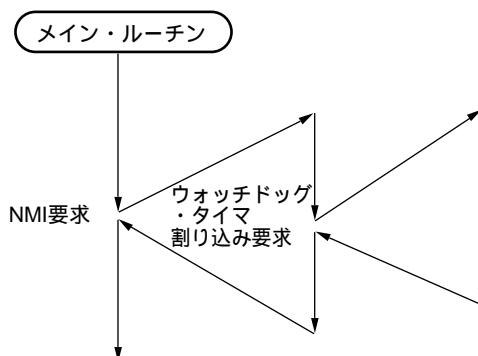 メイン・ルーチン
NMI要求
ウォッチドッグ
・タイマ
割り込み要求